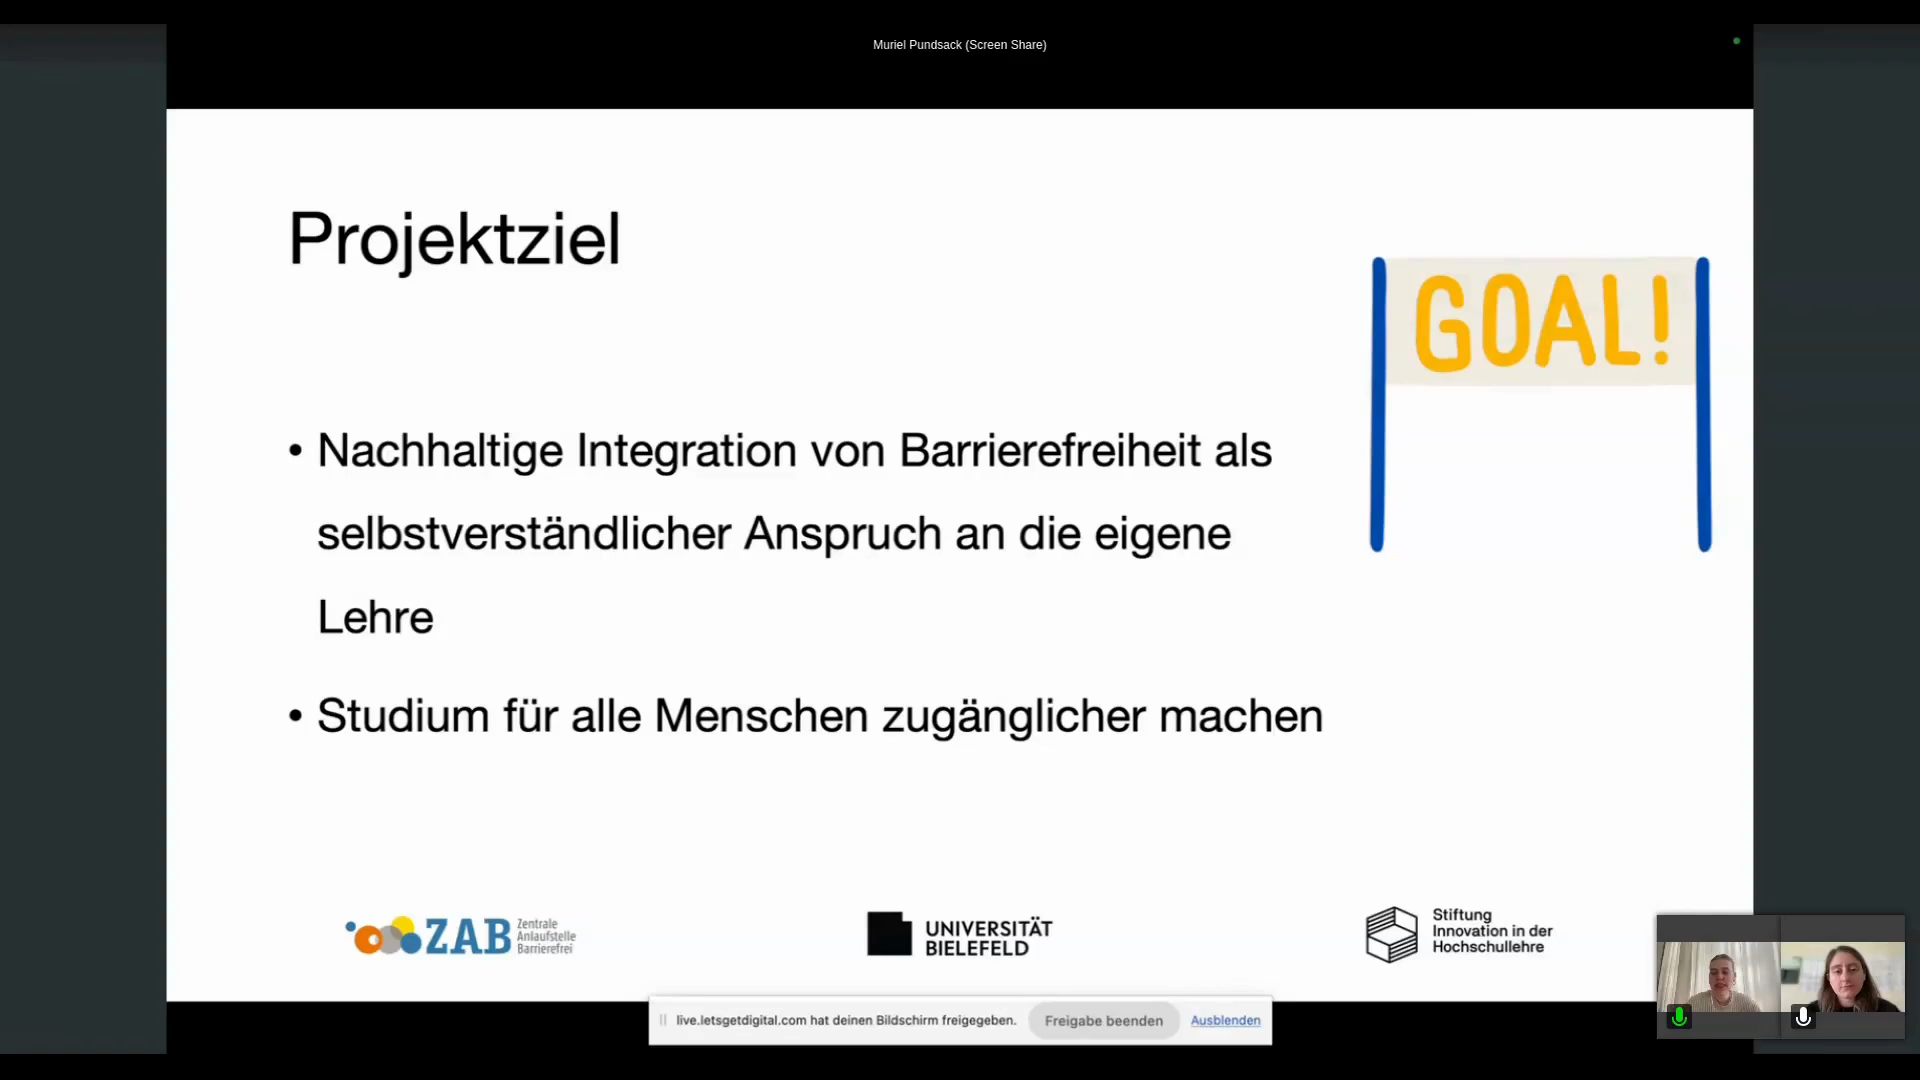 Muriel Pundsack (Screen Share)
Projektziel
GOAL!
• Nachhaltige Integration von Barrierefreiheit als
selbstverständlicher Anspruch an die eigene
Lehre
• Studium für alle Menschen zugänglicher machen
ZAB
Zentrale
Anlaufstelle
Barrierefrei
UNIVERSITÄT
BIELEFELD
Stiftung
Innovation in der
Hochschullehre
live.letsgetdigital.com hat deinen Bildschirm freigegeben.
Freigabe beenden
Ausblenden